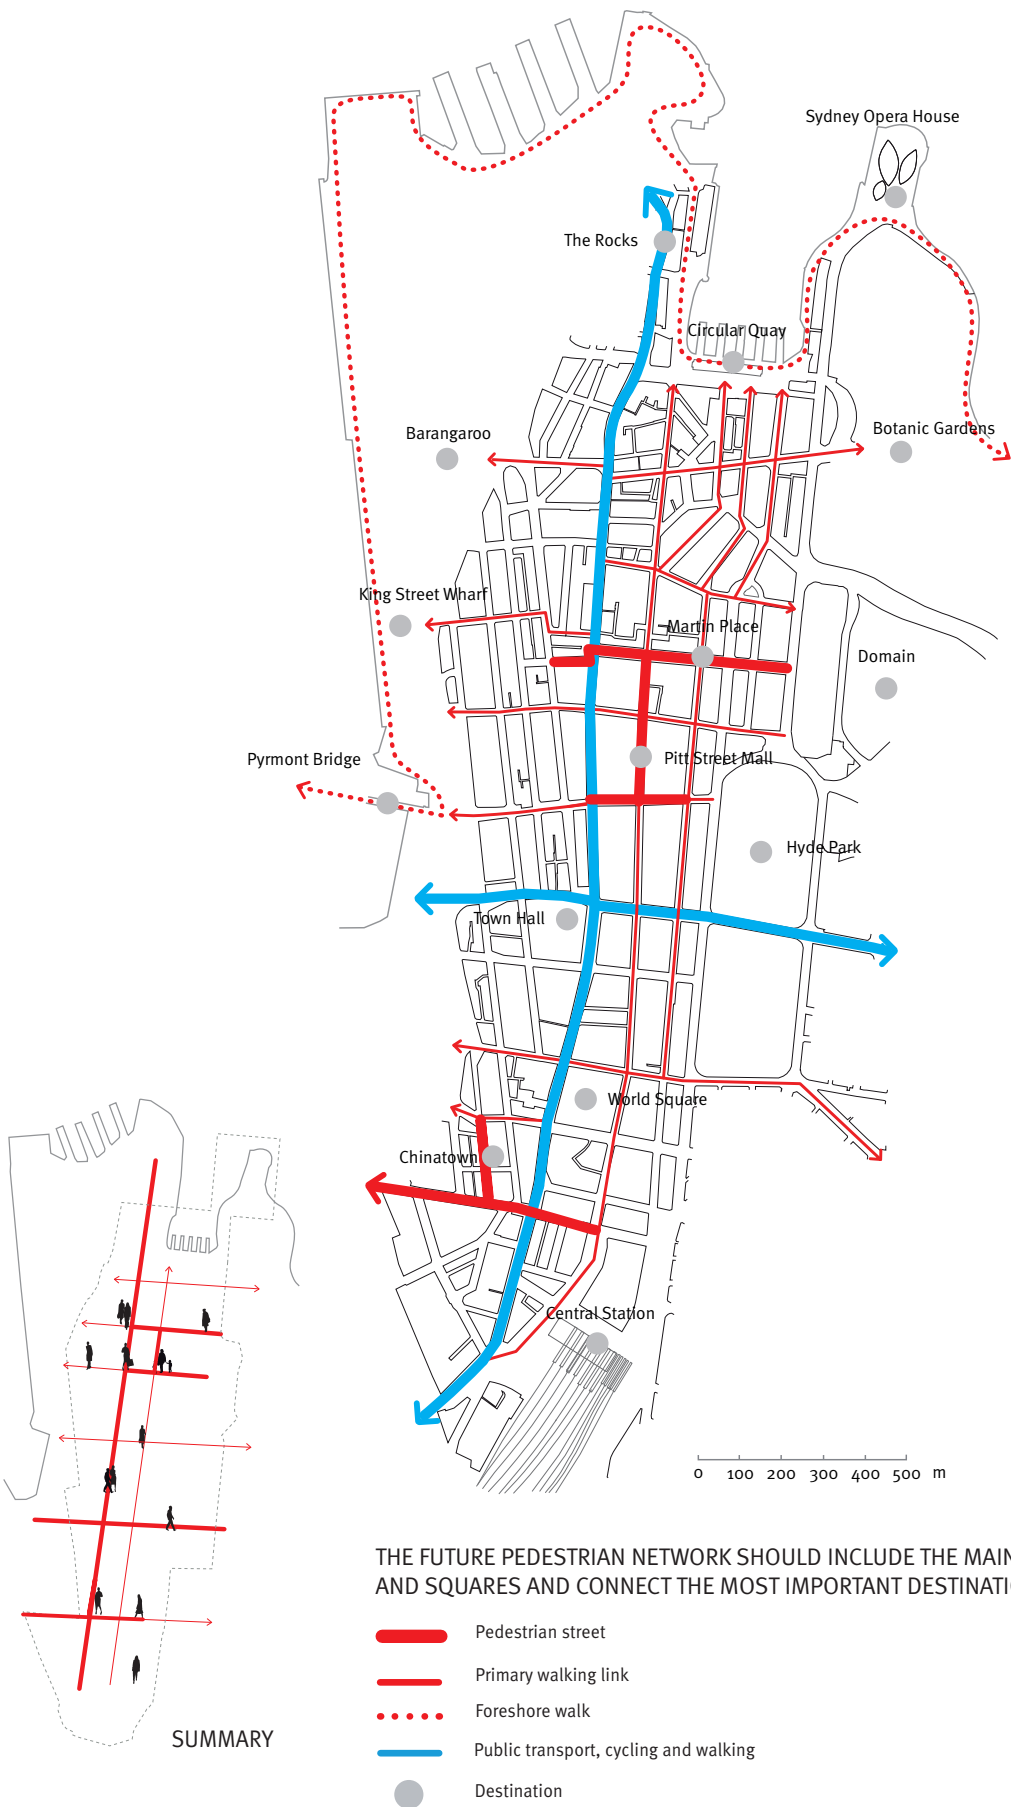 Sydney Opera House
The Rocks
Circular Quay
Barangaroo
Botanic Gardens
King Street Wharf
Martin Place
Domain
Pyrmont Bridge
Pitt Street Mall
Hyde Park
Town Hall
World Square
Chinatown
Central Station
0 100 200 300 400 500 m
THE FUTURE PEDESTRIAN NETWORK SHOULD INCLUDE THE MAIN
AND SQUARES AND CONNECT THE MOST IMPORTANT
Pedestrian street
Primary walking link
Foreshore walk
Public transport, cycling and walking
Destination
SUMMARY